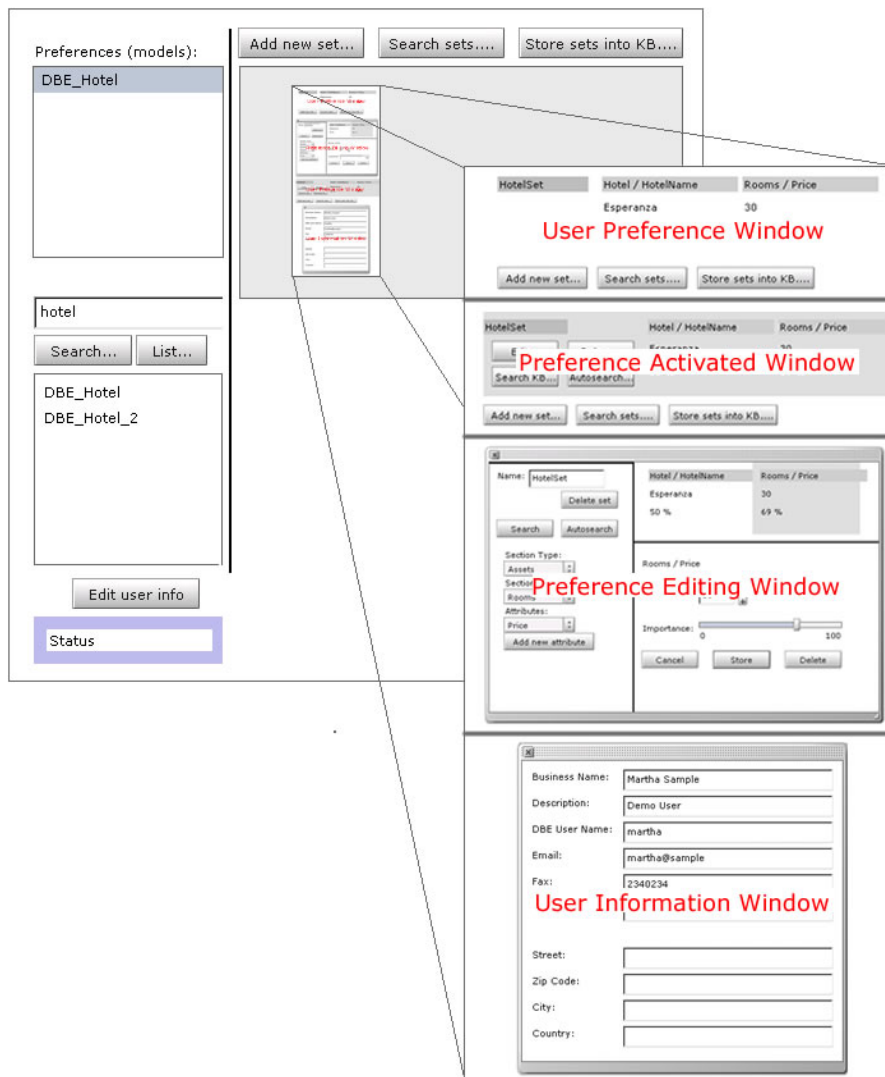 Preferences (models):
DBE_Hotel
Add new set... Search sets.... Store sets into KB....
hotel
Search... List...
DBE_Hotel
DBE_Hotel_2
Edit user info
Status
HotelSet Hotel / HotelName Rooms / Price
Esperanza 30
User Preference Window
Add new set... Search sets.... Store sets into KB....
HotelSet Hotel / HotelName Rooms / Price
Preference Activated Window
Search KB... Autosearch...
Add new set... Search sets.... Store sets into KB....
Name: HotelSet
Delete set
Search Autosearch
Section Type:
Assets
Rooms
Attributes:
Price
Add new attribute
Hotel / HotelName Rooms / Price
Esperanza 30
50 % 69 %
Rooms / Price
Preference Editing Window
Importance:
0 100
Cancel Store Delete
Business Name: Martha Sample
Description: Demo User
DBE User Name: martha
Email: martha@sample
Fax: 2340234
User Information Window
Street:
Zip Code:
City:
Country: